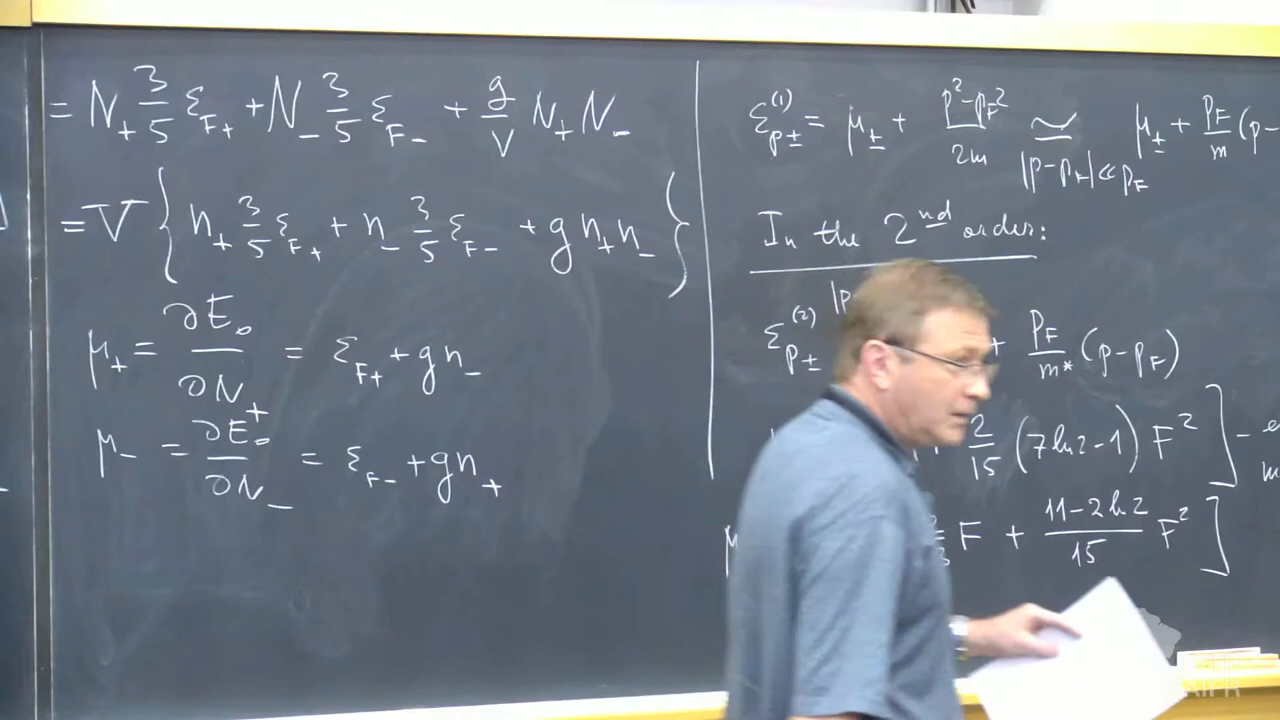 = N₊ 3/5 ε_F₊ + N₋ 3/5 ε_F₋ + g/V N₊ N₋
= V { n₊ 3/5 ε_F₊ + n₋ 3/5 ε_F₋ + g n₊ n₋ }
μ₊ = ∂E₀/∂N₊ = ε_F₊ + g n₋
μ₋ = ∂E₀/∂N₋ = ε_F₋ + g n₊
ε_p±^(1) = μ± + (p² - p_F²)/2m ≃ μ± + p_F/m (p -
|p - p_F| ≪ p_F
In the 2nd order:
ε_p±^(2) + p_F/m* (p - p_F)
2/15 (7 ln 2 - 1) F² ] -
μ F + (11 - 2 ln 2)/15 F² ]